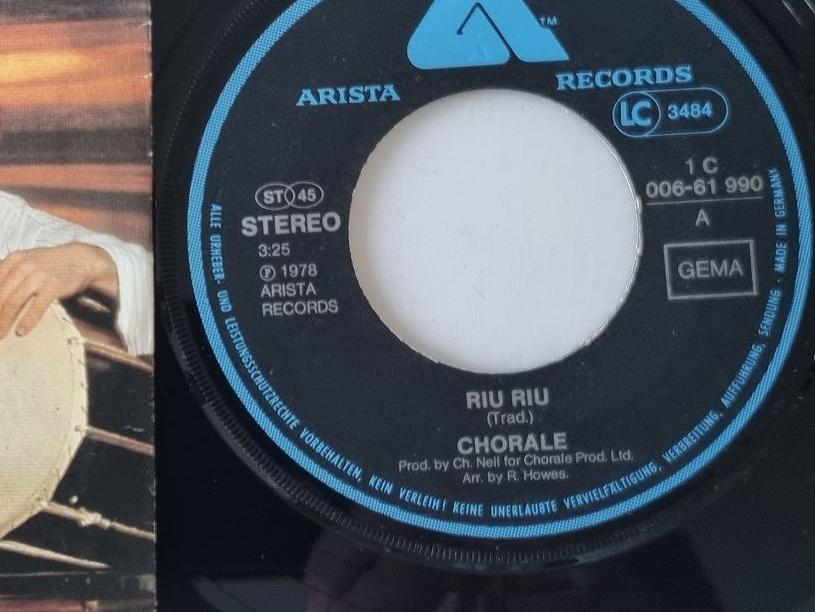 TM
ARISTA RECORDS
LC 3484
ST 45
STEREO
3:25
Ⓟ 1978
ARISTA
RECORDS
1 C
006-61 990
A
GEMA
RIU RIU
(Trad.)
CHORALE
Prod. by Ch. Neil for Chorale Prod. Ltd.
Arr. by R. Howes.
ALLE URHEBER- UND LEISTUNGSSCHUTZRECHTE VORBEHALTEN, KEIN VERLEIH! KEINE UNERLAUBTE VERVIELFÄLTIGUNG, VERBREITUNG, AUFFÜHRUNG, SENDUNG · MADE IN GERMANY